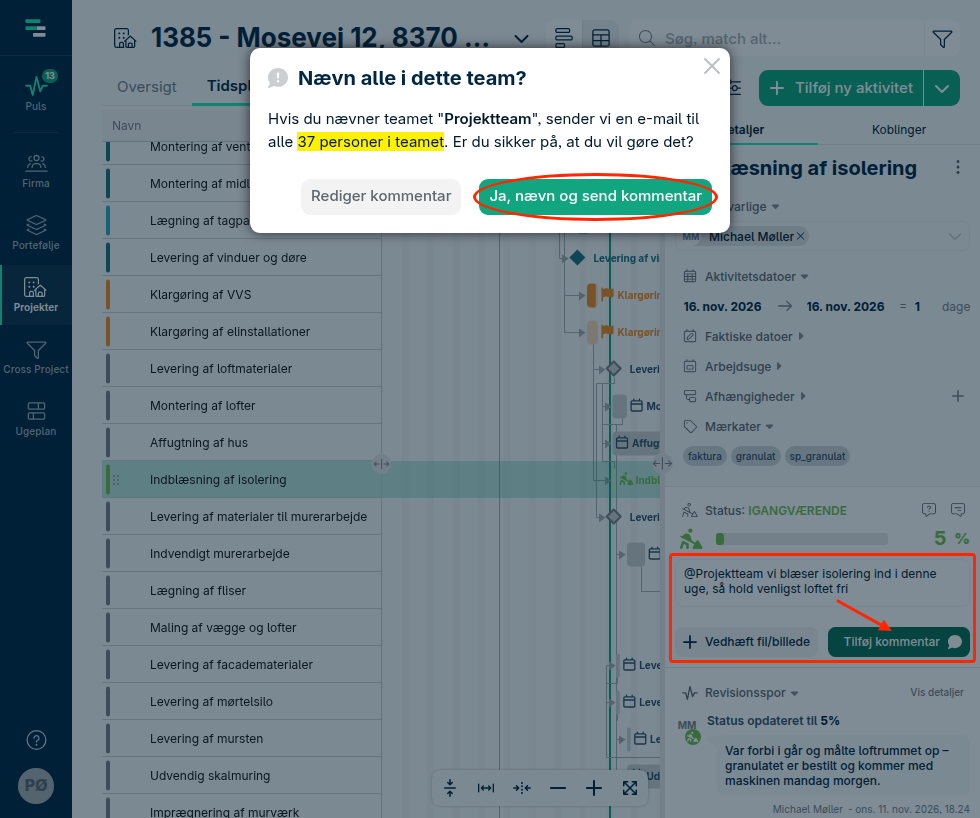 1385 - Mosevej 12, 8370 ...
Søg, match alt...
13
Puls
Firma
Portefølje
Projekter
Cross Project
Ugeplan
PØ
Oversigt
Tilføj ny aktivitet
Nævn alle i dette team?
Hvis du nævner teamet "Projektteam", sender vi en e-mail til
alle 37 personer i teamet. Er du sikker på, at du vil gøre det?
Rediger kommentar
Ja, nævn og send kommentar
Navn
Lægning af tagpa
Levering af vinduer og døre
Klargøring af VVS
Klargøring af elinstallationer
Levering af loftmaterialer
Montering af lofter
Affugtning af hus
Indblæsning af isolering
Levering af materialer til murerarbejde
Indvendigt murerarbejde
Lægning af fliser
Maling af vægge og lofter
Levering af facadematerialer
Levering af mørtelsilo
Levering af mursten
Udvendig skalmuring
Imprægnering af murværk
Levering af vi
Klargørin
Klargørin
Leveri
Mo
Affug
Indbl
Leveri
Leve
Leve
Le
Ud
Koblinger
æsning af isolering
varlige
MM Michael Møller
Aktivitetsdatoer
16. nov. 2026 16. nov. 2026 = 1 dage
Faktiske datoer
Arbejdsuge
Afhængigheder
Mærkater
faktura granulat sp_granulat
Status: IGANGVÆRENDE
5 %
@Projektteam vi blæser isolering ind i denne
uge, så hold venligst loftet fri
Vedhæft fil/billede
Tilføj kommentar
Revisionsspor
Vis detaljer
MM
Status opdateret til 5%
Var forbi i går og målte loftrummet op –
granulatet er bestilt og kommer med
maskinen mandag morgen.
Michael Møller - ons. 11. nov. 2026, 18.24